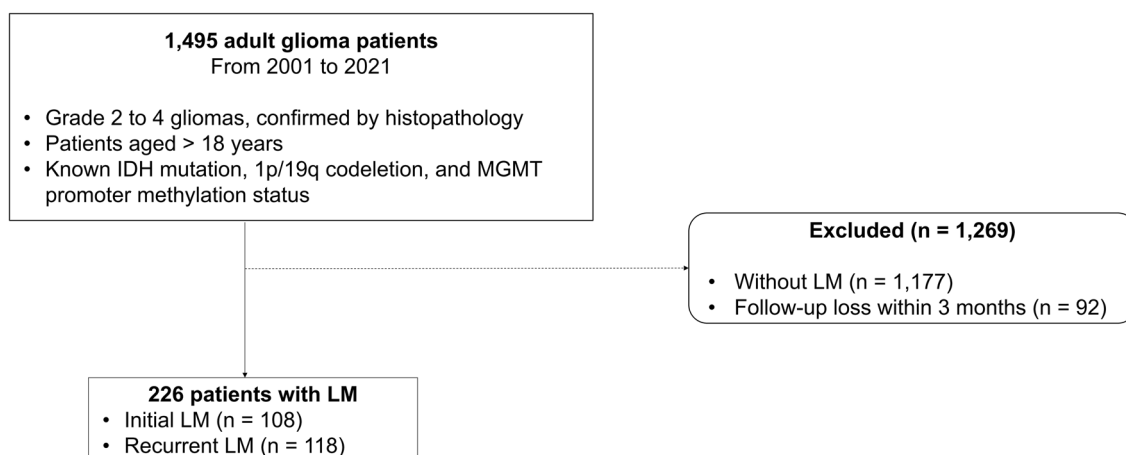 1,495 adult glioma patients
From 2001 to 2021
• Grade 2 to 4 gliomas, confirmed by histopathology
• Patients aged > 18 years
• Known IDH mutation, 1p/19q codeletion, and MGMT
promoter methylation status
Excluded (n = 1,269)
• Without LM (n = 1,177)
• Follow-up loss within 3 months (n = 92)
226 patients with LM
• Initial LM (n = 108)
• Recurrent LM (n = 118)